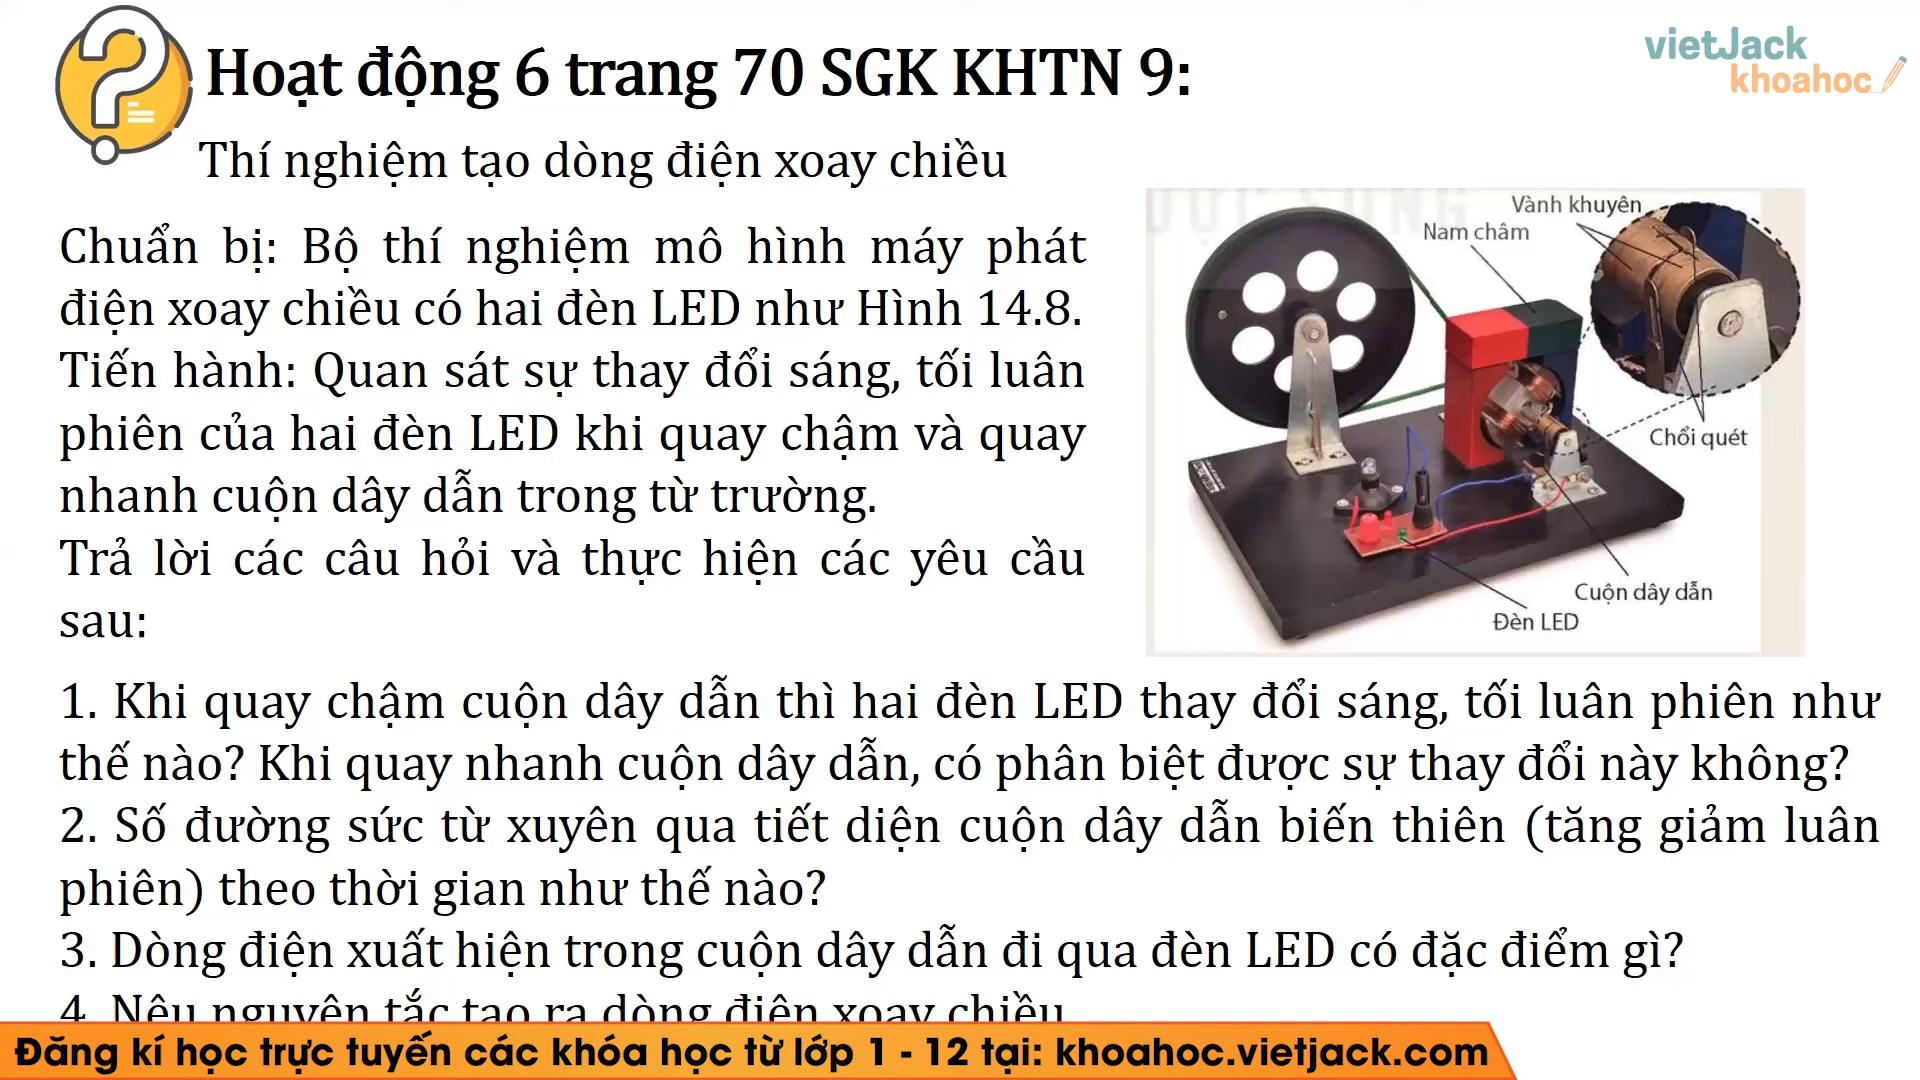 Hoạt động 6 trang 70 SGK KHTN 9:
vietJack
khoahoc
Thí nghiệm tạo dòng điện xoay chiều
Chuẩn bị: Bộ thí nghiệm mô hình máy phát
điện xoay chiều có hai đèn LED như Hình 14.8.
Tiến hành: Quan sát sự thay đổi sáng, tối luân
phiên của hai đèn LED khi quay chậm và quay
nhanh cuộn dây dẫn trong từ trường.
Trả lời các câu hỏi và thực hiện các yêu cầu
sau:
Vành khuyên
Nam châm
Chổi quét
Cuộn dây dẫn
Đèn LED
1. Khi quay chậm cuộn dây dẫn thì hai đèn LED thay đổi sáng, tối luân phiên như
thế nào? Khi quay nhanh cuộn dây dẫn, có phân biệt được sự thay đổi này không?
2. Số đường sức từ xuyên qua tiết diện cuộn dây dẫn biến thiên (tăng giảm luân
phiên) theo thời gian như thế nào?
3. Dòng điện xuất hiện trong cuộn dây dẫn đi qua đèn LED có đặc điểm gì?
4. Nêu nguyên tắc tạo ra dòng điện xoay chiều
Đăng kí học trực tuyến các khóa học từ lớp 1 - 12 tại: khoahoc.vietjack.com